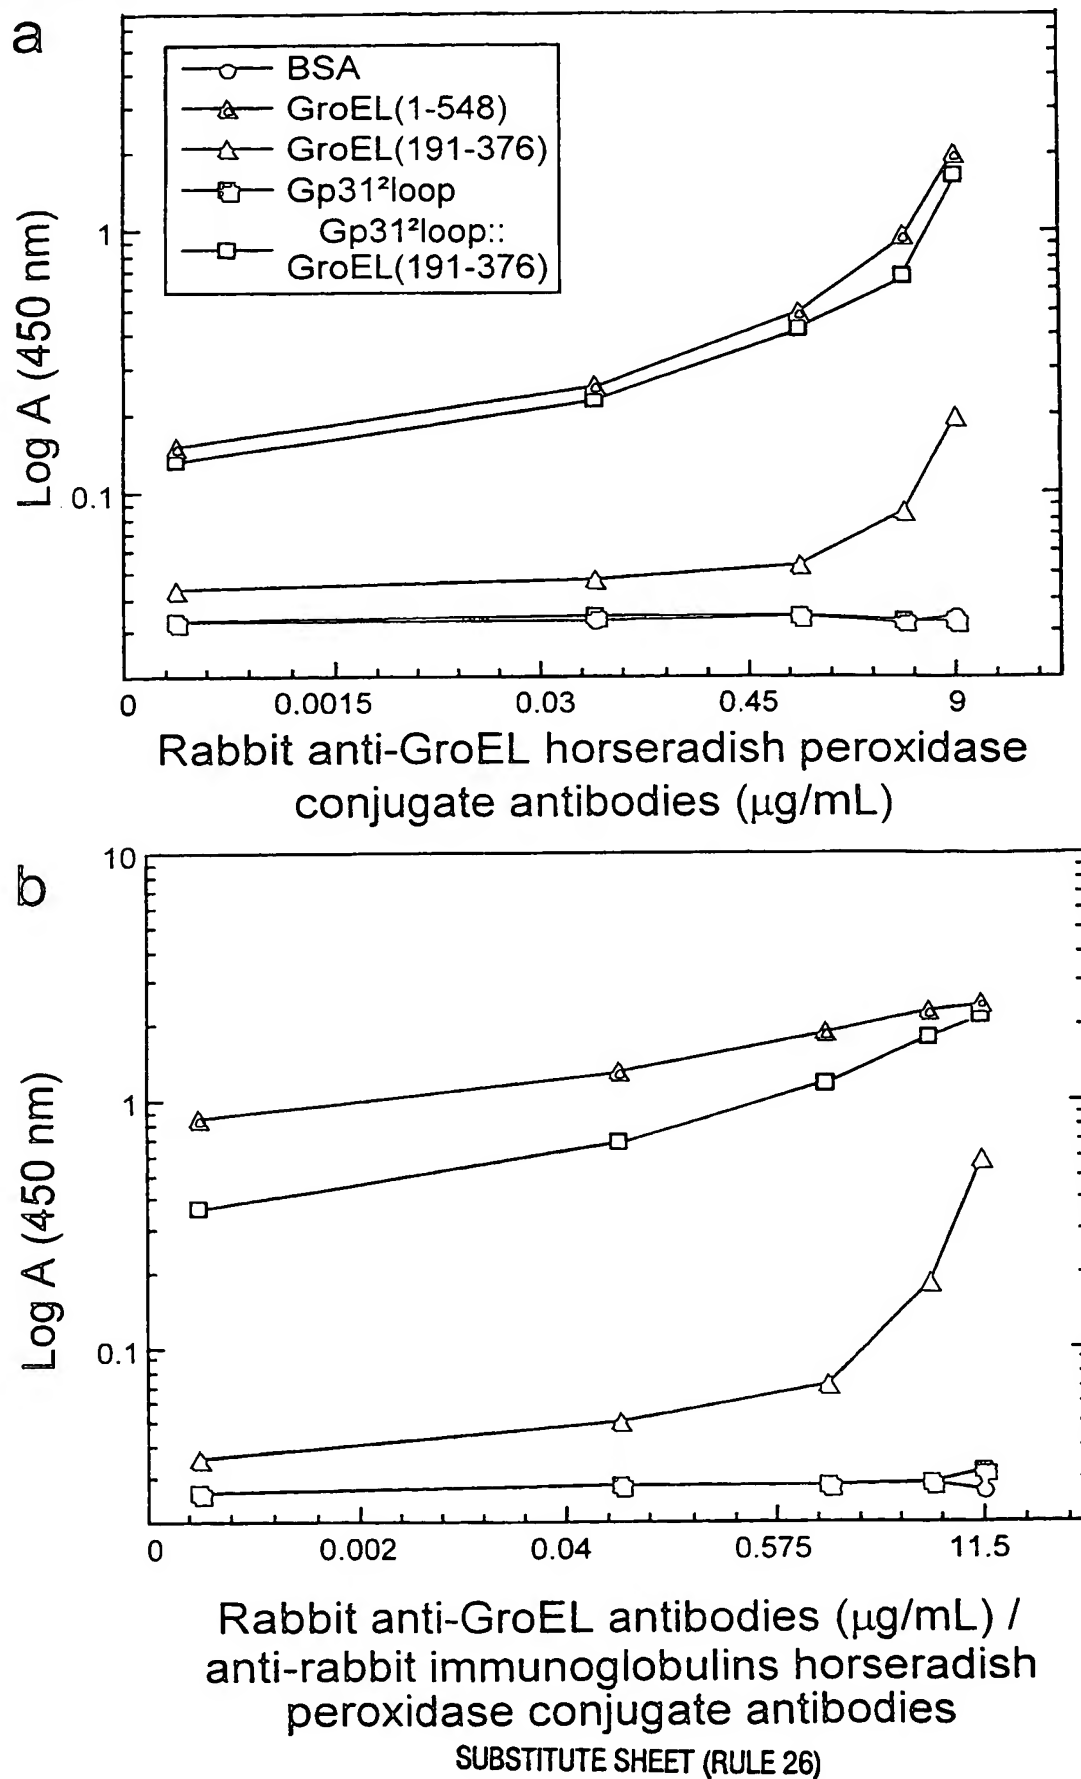 a
BSA
GroEL(1-548)
GroEL(191-376)
Gp31²loop
Gp31²loop::
GroEL(191-376)
1
0.1
Log A (450 nm)
0
0.0015
0.03
0.45
9
Rabbit anti-GroEL horseradish peroxidase
conjugate antibodies (μg/mL)
b
10
1
0.1
Log A (450 nm)
0
0.002
0.04
0.575
11.5
Rabbit anti-GroEL antibodies (μg/mL) /
anti-rabbit immunoglobulins horseradish
peroxidase conjugate antibodies
SUBSTITUTE SHEET (RULE 26)